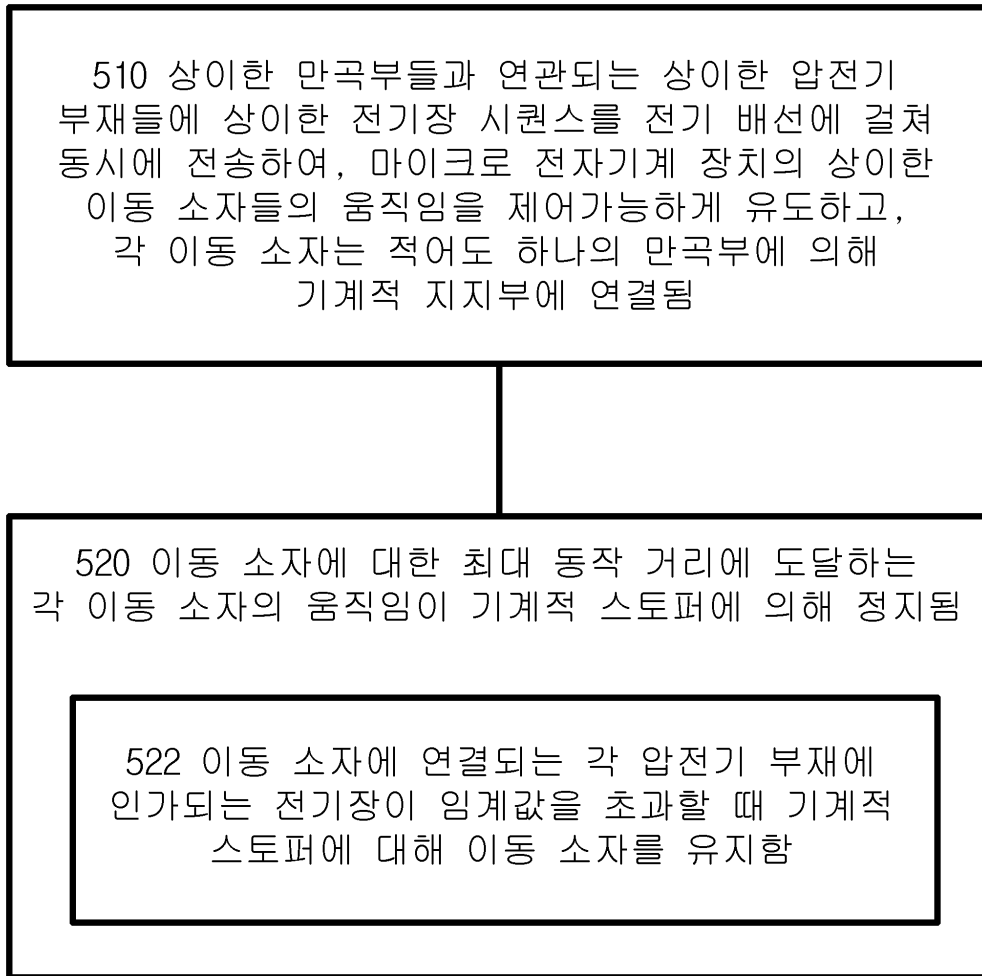 510 상이한 만곡부들과 연관되는 상이한 압전기
부재들에 상이한 전기장 시퀀스를 전기 배선에 걸쳐
동시에 전송하여, 마이크로 전자기계 장치의 상이한
이동 소자들의 움직임을 제어가능하게 유도하고,
각 이동 소자는 적어도 하나의 만곡부에 의해
기계적 지지부에 연결됨
520 이동 소자에 대한 최대 동작 거리에 도달하는
각 이동 소자의 움직임이 기계적 스토퍼에 의해 정지됨
522 이동 소자에 연결되는 각 압전기 부재에
인가되는 전기장이 임계값을 초과할 때 기계적
스토퍼에 대해 이동 소자를 유지함